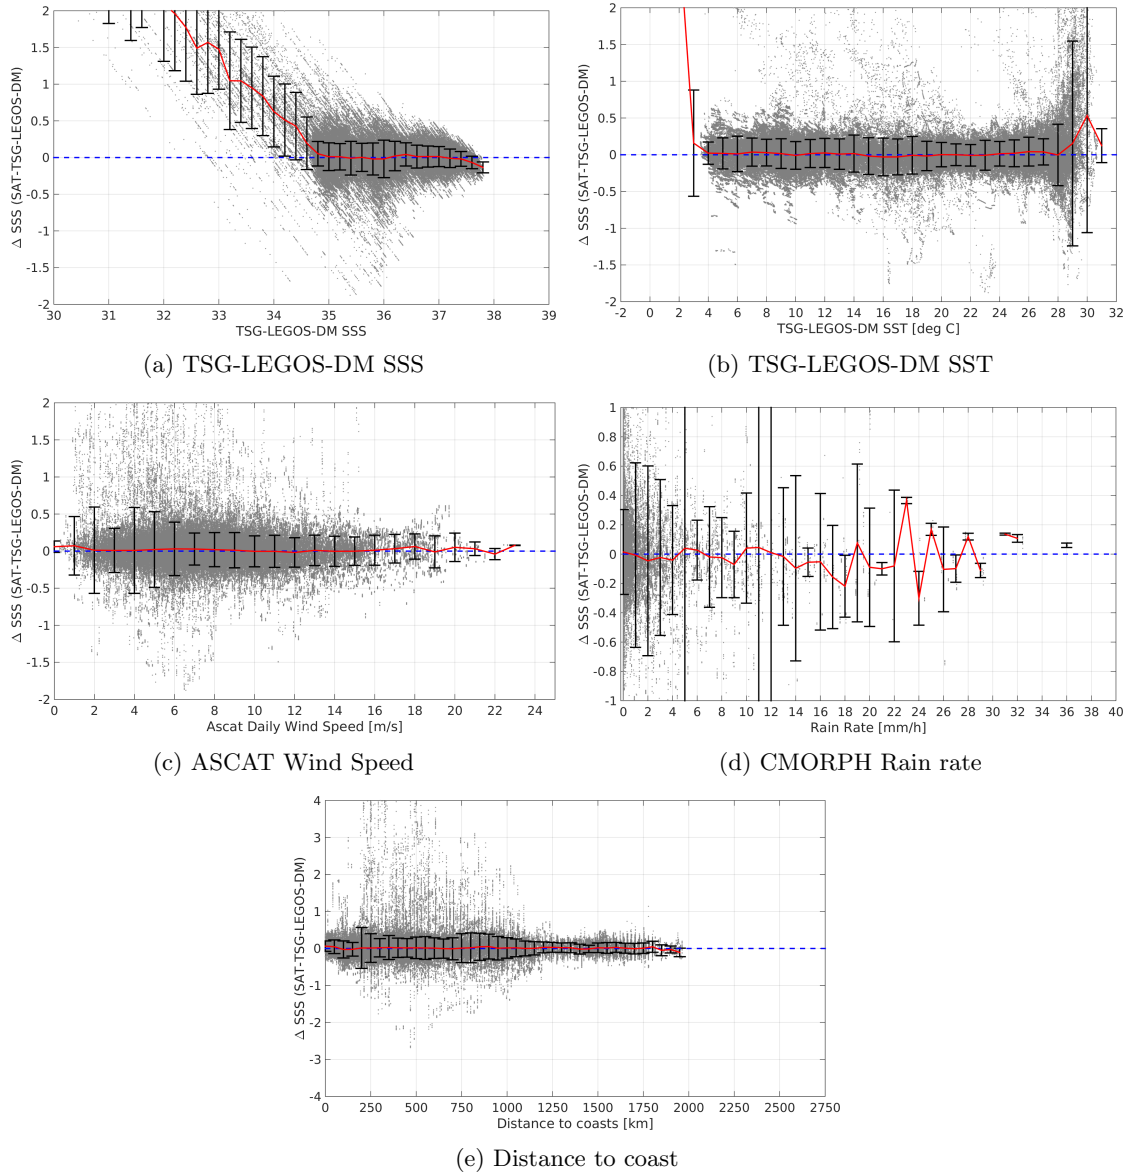 2
1.5
1
0.5
0
-0.5
-1
-1.5
-2
Δ SSS (SAT-TSG-LEGOS-DM)
30 31 32 33 34 35 36 37 38 39
TSG-LEGOS-DM SSS
(a) TSG-LEGOS-DM SSS
2
1.5
1
0.5
0
-0.5
-1
-1.5
-2
Δ SSS (SAT-TSG-LEGOS-DM)
-2 0 2 4 6 8 10 12 14 16 18 20 22 24 26 28 30 32
TSG-LEGOS-DM SST [deg C]
(b) TSG-LEGOS-DM SST
2
1.5
1
0.5
0
-0.5
-1
-1.5
-2
Δ SSS (SAT-TSG-LEGOS-DM)
0 2 4 6 8 10 12 14 16 18 20 22 24
Ascat Daily Wind Speed [m/s]
(c) ASCAT Wind Speed
1
0.8
0.6
0.4
0.2
0
-0.2
-0.4
-0.6
-0.8
-1
Δ SSS (SAT-TSG-LEGOS-DM)
0 2 4 6 8 10 12 14 16 18 20 22 24 26 28 30 32 34 36 38 40
Rain Rate [mm/h]
(d) CMORPH Rain rate
4
3
2
1
0
-1
-2
-3
-4
Δ SSS (SAT-TSG-LEGOS-DM)
0 250 500 750 1000 1250 1500 1750 2000 2250 2500 2750
Distance to coasts [km]
(e) Distance to coast